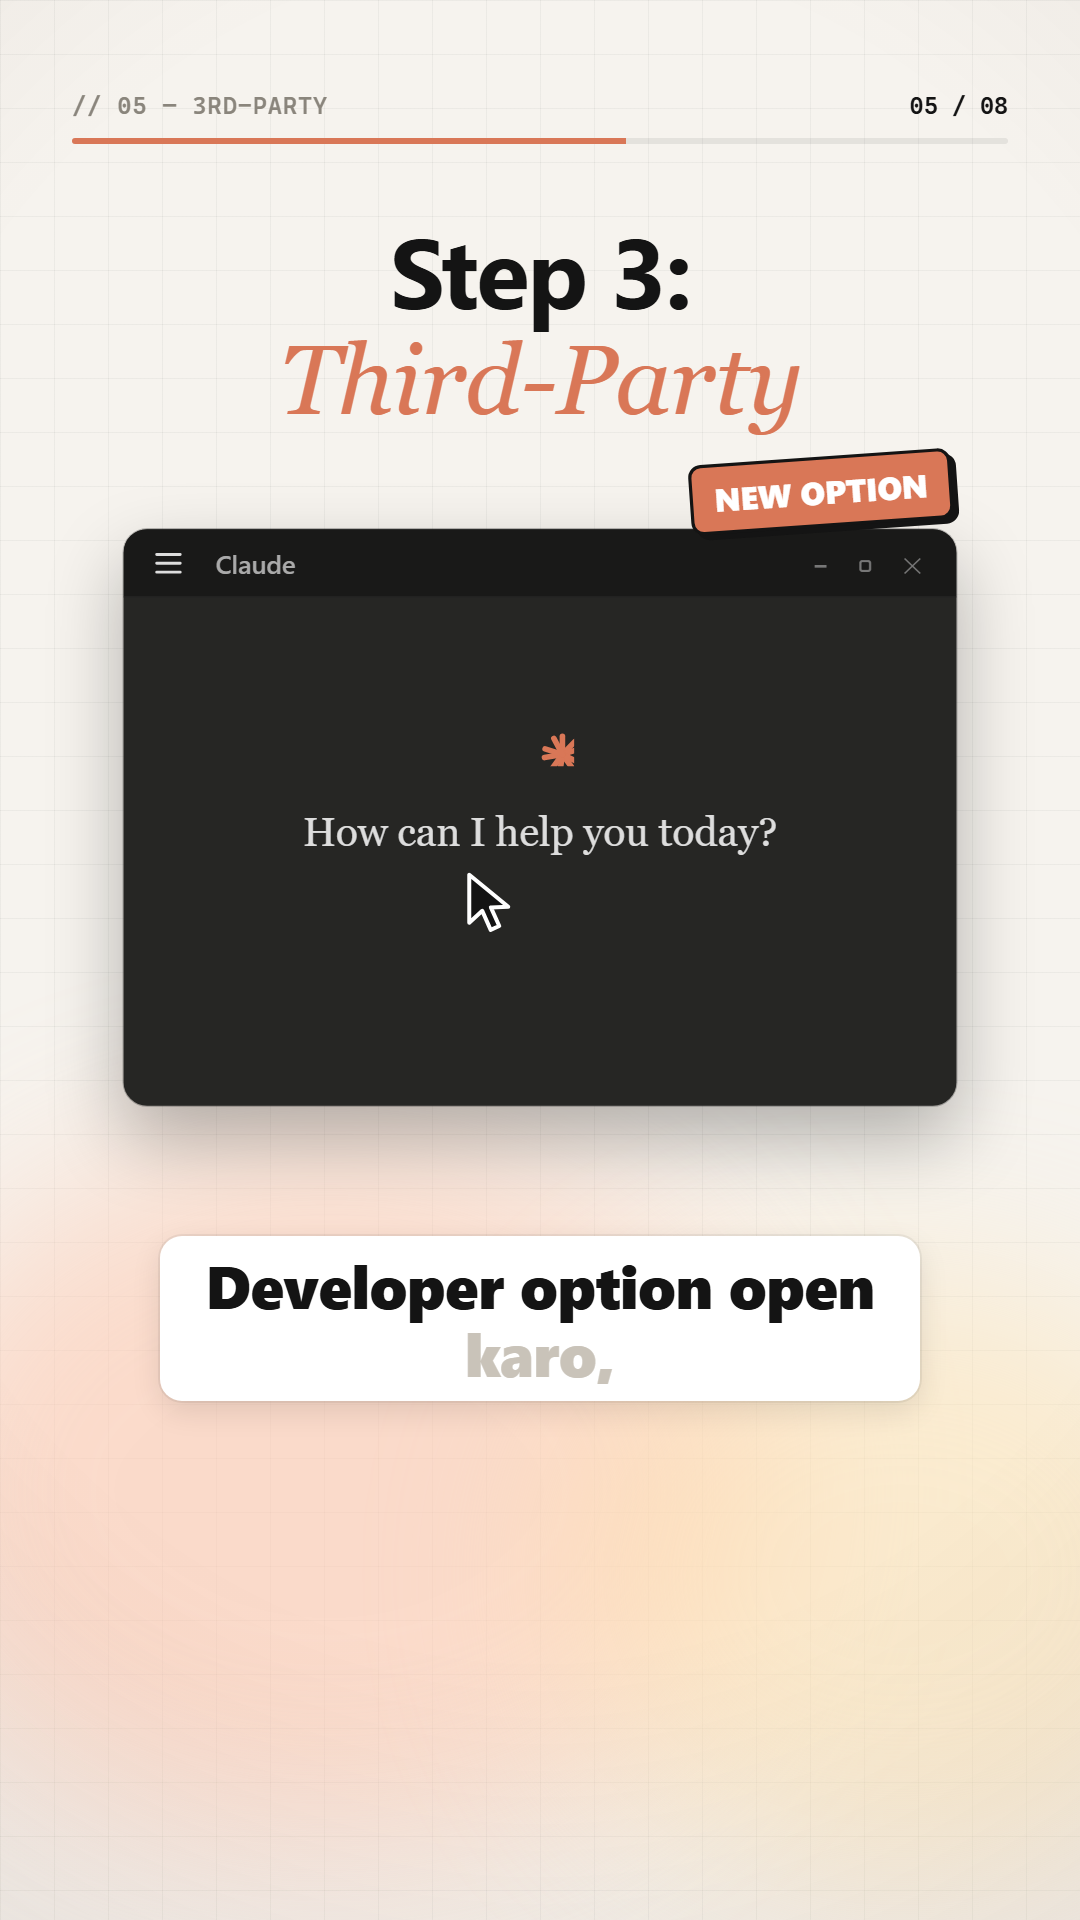 // 05 — 3RD-PARTY
05 / 08
Step 3:
Third-Party
NEW OPTION
Claude
How can I help you today?
Developer option open
karo,